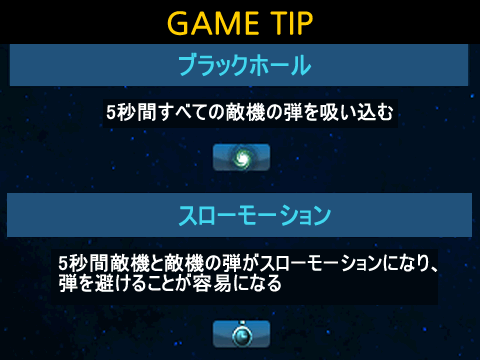 GAME TIP
ブラックホール
5秒間すべての敵機の弾を吸い込む
スローモーション
5秒間敵機と敵機の弾がスローモーションになり、
弾を避けることが容易になる